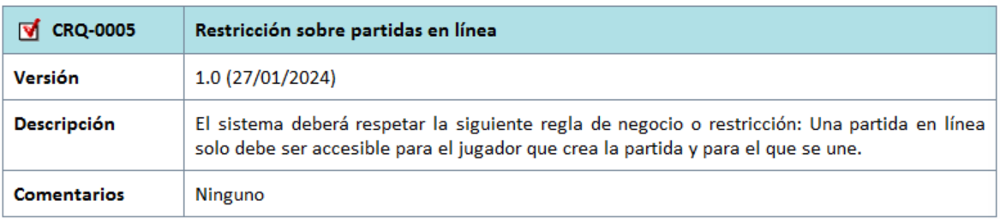 CRQ-0005 Restricción sobre partidas en línea
Versión 1.0 (27/01/2024)
Descripción El sistema deberá respetar la siguiente regla de negocio o restricción: Una partida en línea
solo debe ser accesible para el jugador que crea la partida y para el que se une.
Comentarios Ninguno